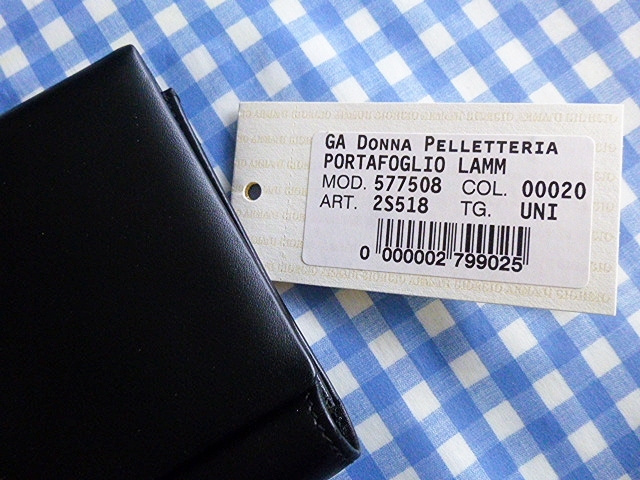 GA DONNA PELLETTERIA
PORTAFOGLIO LAMM
MOD. 577508 COL. 00020
ART. 2S518 TG. UNI
0 000002 799025